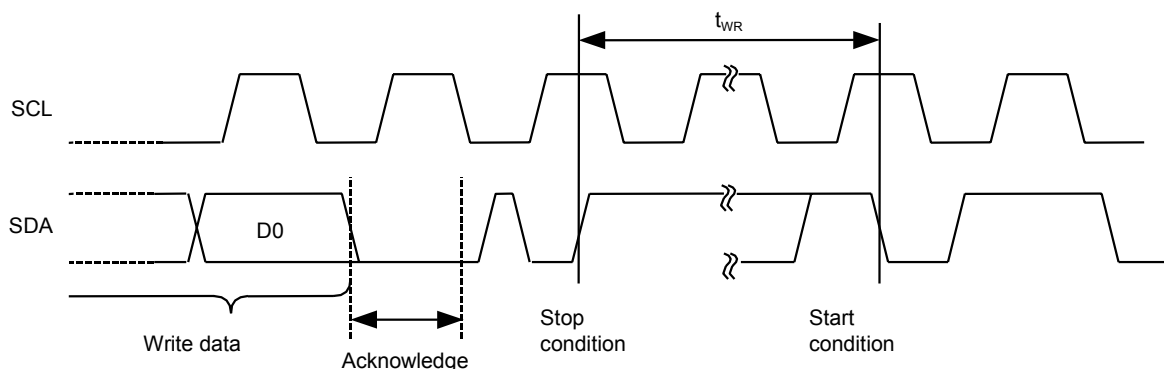 tWR
SCL
SDA
D0
Write data
Acknowledge
Stop
condition
Start
condition